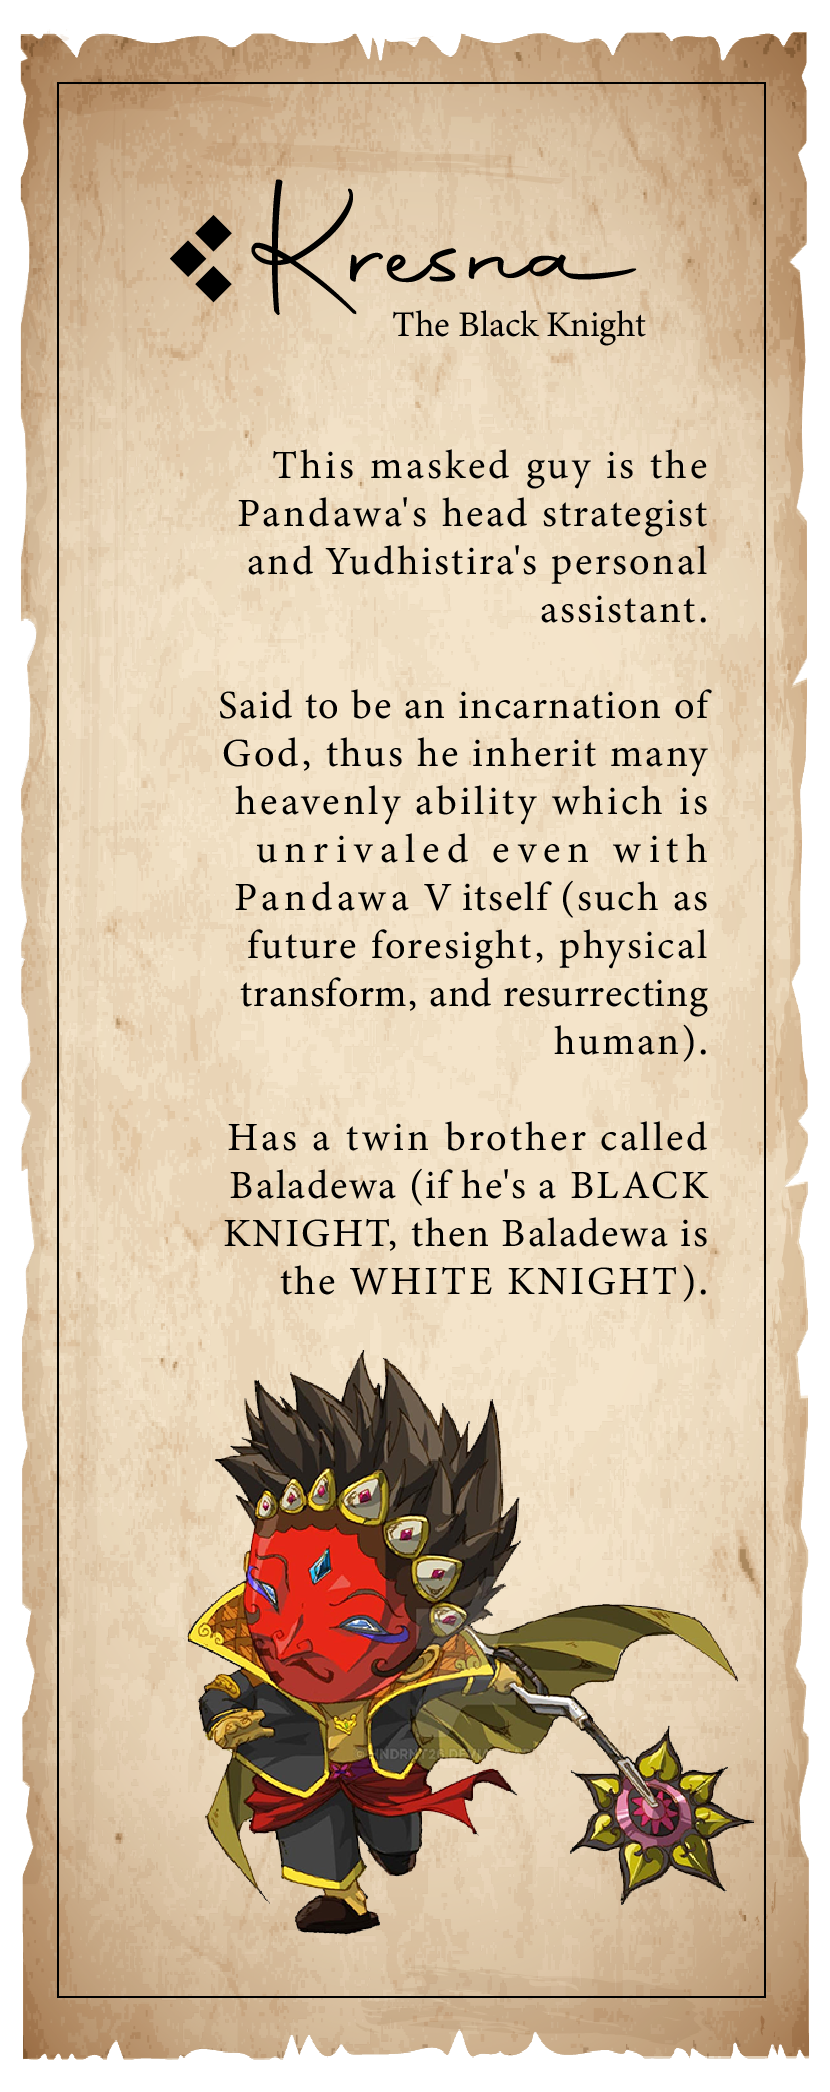 Kresna
The Black Knight
This masked guy is the
Pandawa's head strategist
and Yudhistira's personal
assistant.
Said to be an incarnation of
God, thus he inherit many
heavenly ability which is
unrivaled even with
Pandawa V itself (such as
future foresight, physical
transform, and resurrecting
human).
Has a twin brother called
Baladewa (if he's a BLACK
KNIGHT, then Baladewa is
the WHITE KNIGHT).